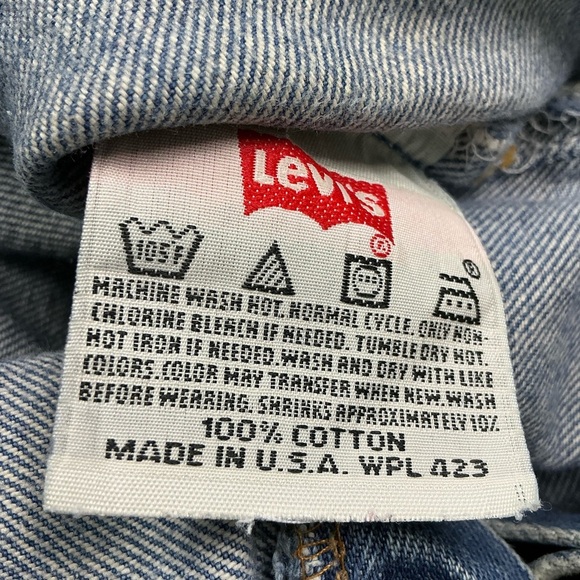 Levi's
®
105F
®
MACHINE WASH HOT. NORMAL CYCLE. ONLY NON-
CHLORINE BLEACH IF NEEDED. TUMBLE DRY HOT.
HOT IRON IF NEEDED. WASH AND DRY WITH LIKE
COLORS. COLOR MAY TRANSFER WHEN NEW. WASH
BEFORE WEARING. SHRINKS APPROXIMATELY 10%
100% COTTON
MADE IN U.S.A. WPL 423